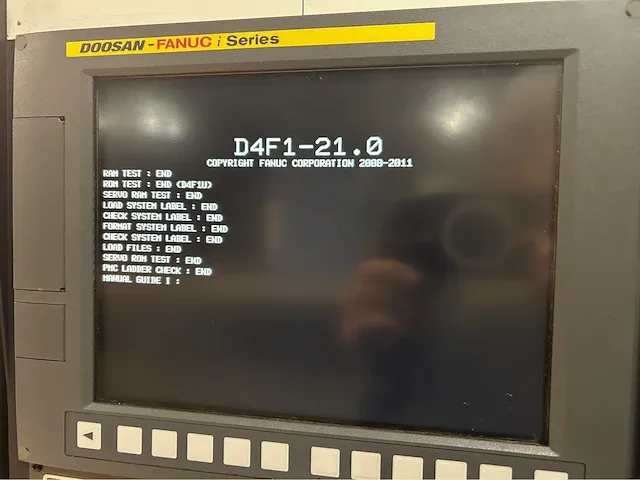 DOOSAN-FANUC i Series
D4F1-21.0
COPYRIGHT FANUC CORPORATION 2008-2011
RAM TEST : END
ROM TEST : END (D4F1U)
SERVO RAM TEST : END
LOAD SYSTEM LABEL : END
CHECK SYSTEM LABEL : END
FORMAT SYSTEM LABEL : END
CHECK SYSTEM LABEL : END
LOAD FILES : END
SERVO ROM TEST : END
PMC LADDER CHECK : END
MANUAL GUIDE I :